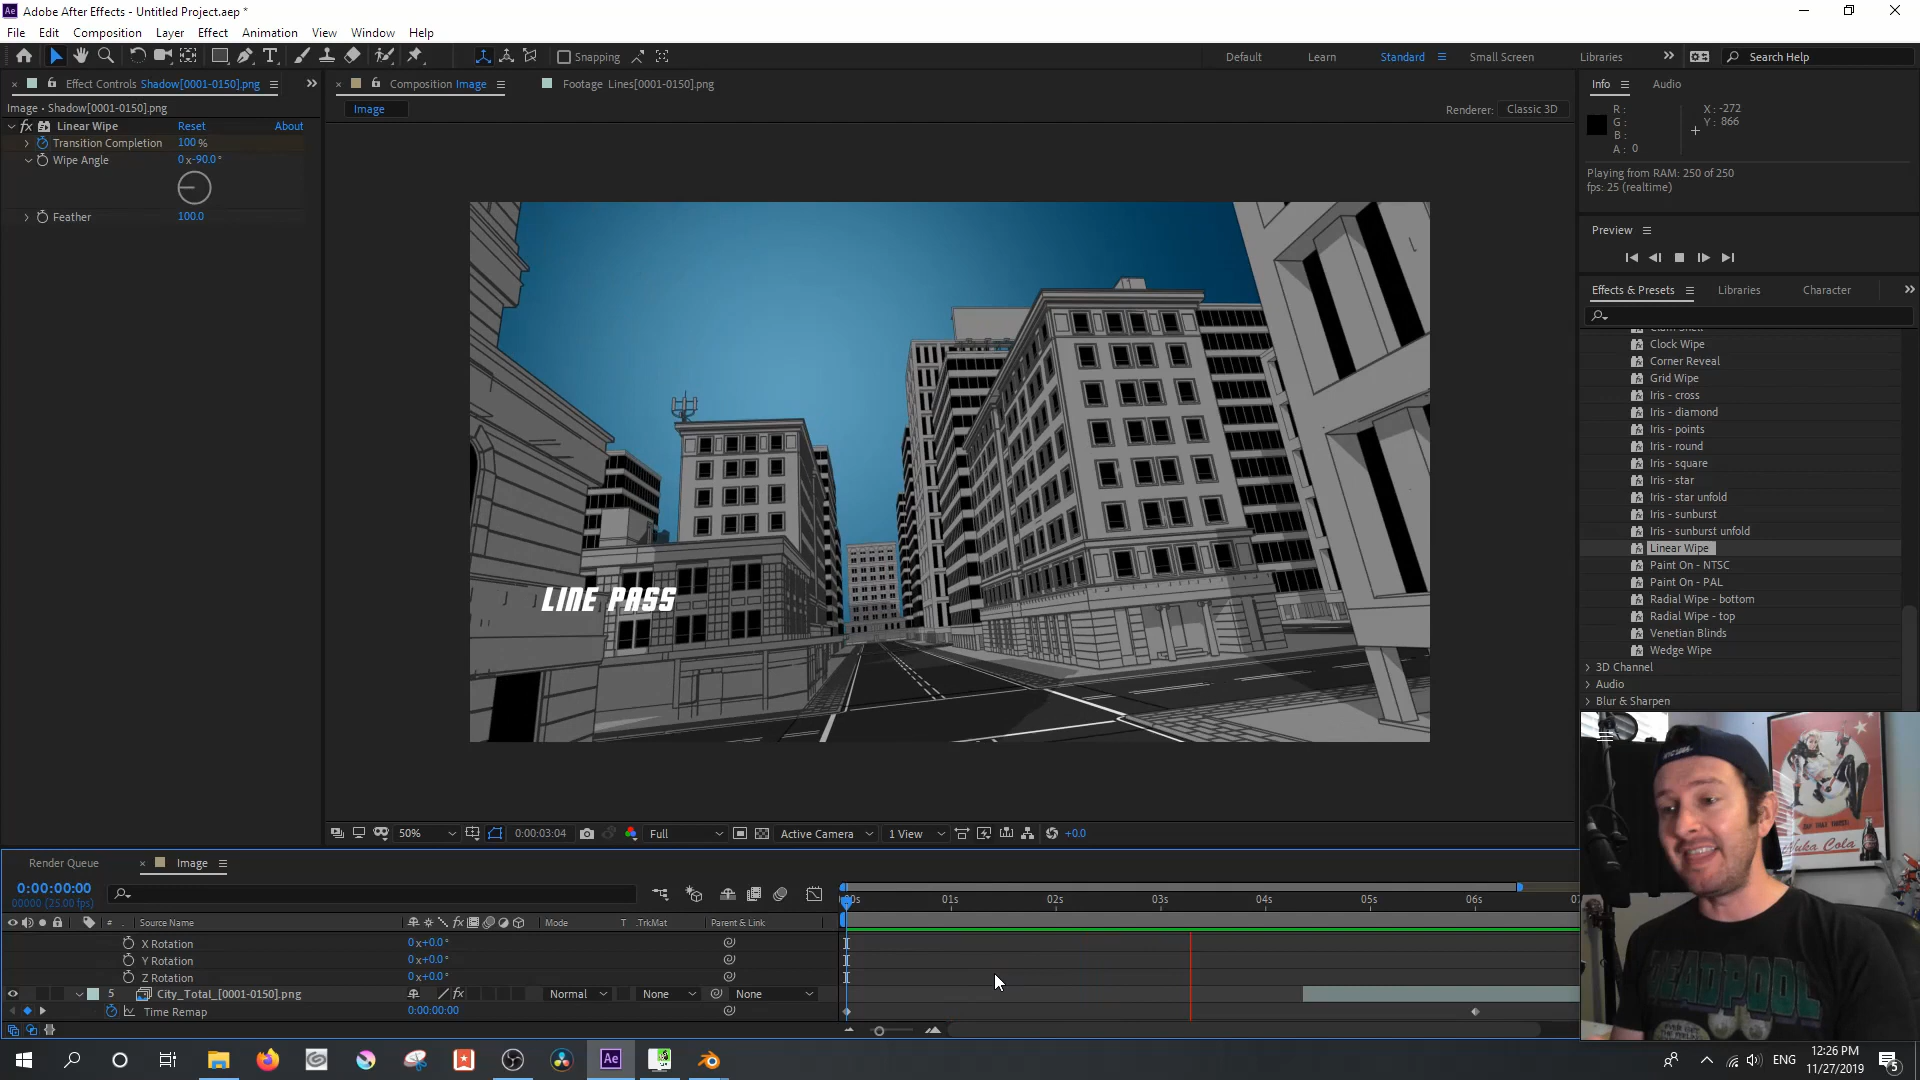 Adobe After Effects - Untitled Project.aep *
File Edit Composition Layer Effect Animation View Window Help
Snapping
Default Learn Standard Small Screen Libraries Search Help
Effect Controls Shadow[0001-0150].png
Composition Image
Footage Lines[0001-0150].png
Info Audio
Image • Shadow[0001-0150].png
Image
Renderer: Classic 3D
fx Linear Wipe Reset About
Transition Completion 100 %
Wipe Angle 0 x-90.0 °
Feather 100.0
R :
G :
B :
A : 0
X : -272
Y : 866
Playing from RAM: 250 of 250
fps: 25 (realtime)
Preview
Effects & Presets Libraries Character
Clock Wipe
Corner Reveal
Grid Wipe
Iris - cross
Iris - diamond
Iris - points
Iris - round
Iris - square
Iris - star
Iris - star unfold
Iris - sunburst
Iris - sunburst unfold
Linear Wipe
Paint On - NTSC
Paint On - PAL
Radial Wipe - bottom
Radial Wipe - top
Venetian Blinds
Wedge Wipe
3D Channel
Audio
Blur & Sharpen
LINE PASS
50% 0:00:03:04 Full Active Camera 1 View +0.0
Render Queue Image
0:00:00:00
00000 (25.00 fps)
01s 02s 03s 04s 05s 06s
# Source Name Mode T .TrkMat Parent & Link
X Rotation 0 x+0.0 °
Y Rotation 0 x+0.0 °
Z Rotation 0 x+0.0 °
5 City_Total_[0001-0150].png fx Normal None None
Time Remap 0:00:00:00
Nuka Cola
DEADPOOL
Ae
ENG
12:26 PM
11/27/2019
5